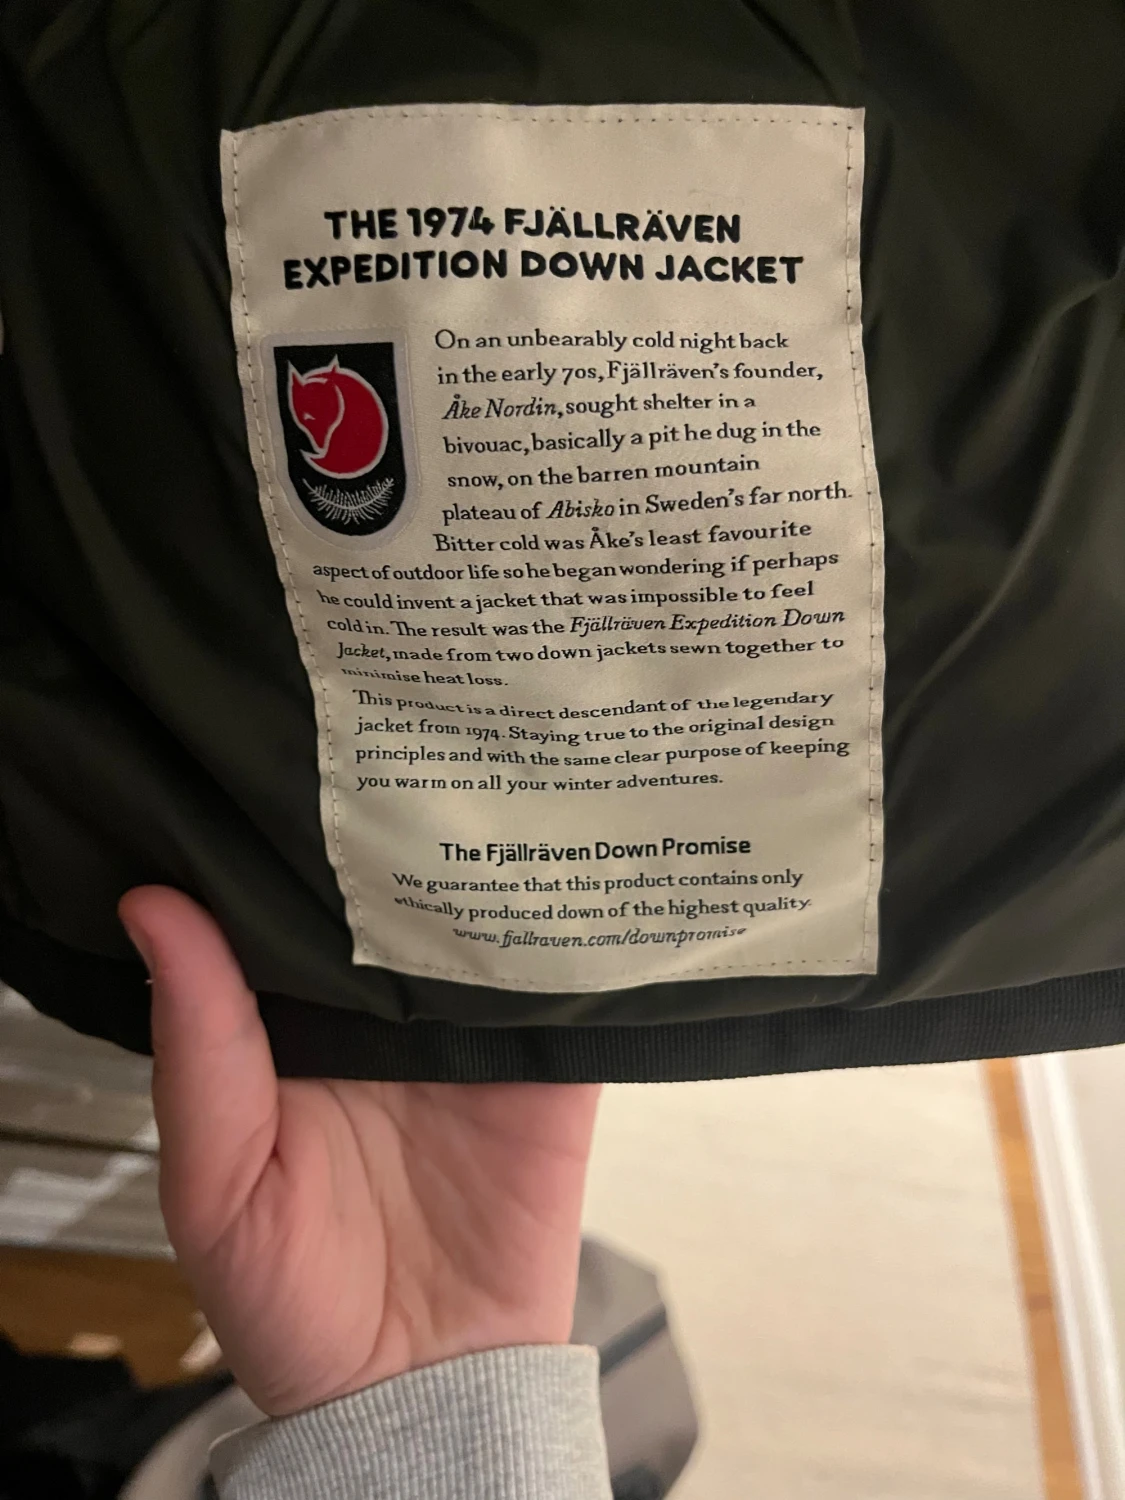 THE 1974 FJÄLLRÄVEN
EXPEDITION DOWN JACKET
On an unbearably cold night back
in the early 70s, Fjällräven's founder,
Åke Nordin, sought shelter in a
bivouac, basically a pit he dug in the
snow, on the barren mountain
plateau of Abisko in Sweden's far north.
Bitter cold was Åke's least favourite
aspect of outdoor life so he began wondering if perhaps
he could invent a jacket that was impossible to feel
cold in. The result was the Fjällräven Expedition Down
Jacket, made from two down jackets sewn together to
minimise heat loss.
This product is a direct descendant of the legendary
jacket from 1974. Staying true to the original design
principles and with the same clear purpose of keeping
you warm on all your winter adventures.
The Fjällräven Down Promise
We guarantee that this product contains only
ethically produced down of the highest quality.
www.fjallraven.com/downpromise